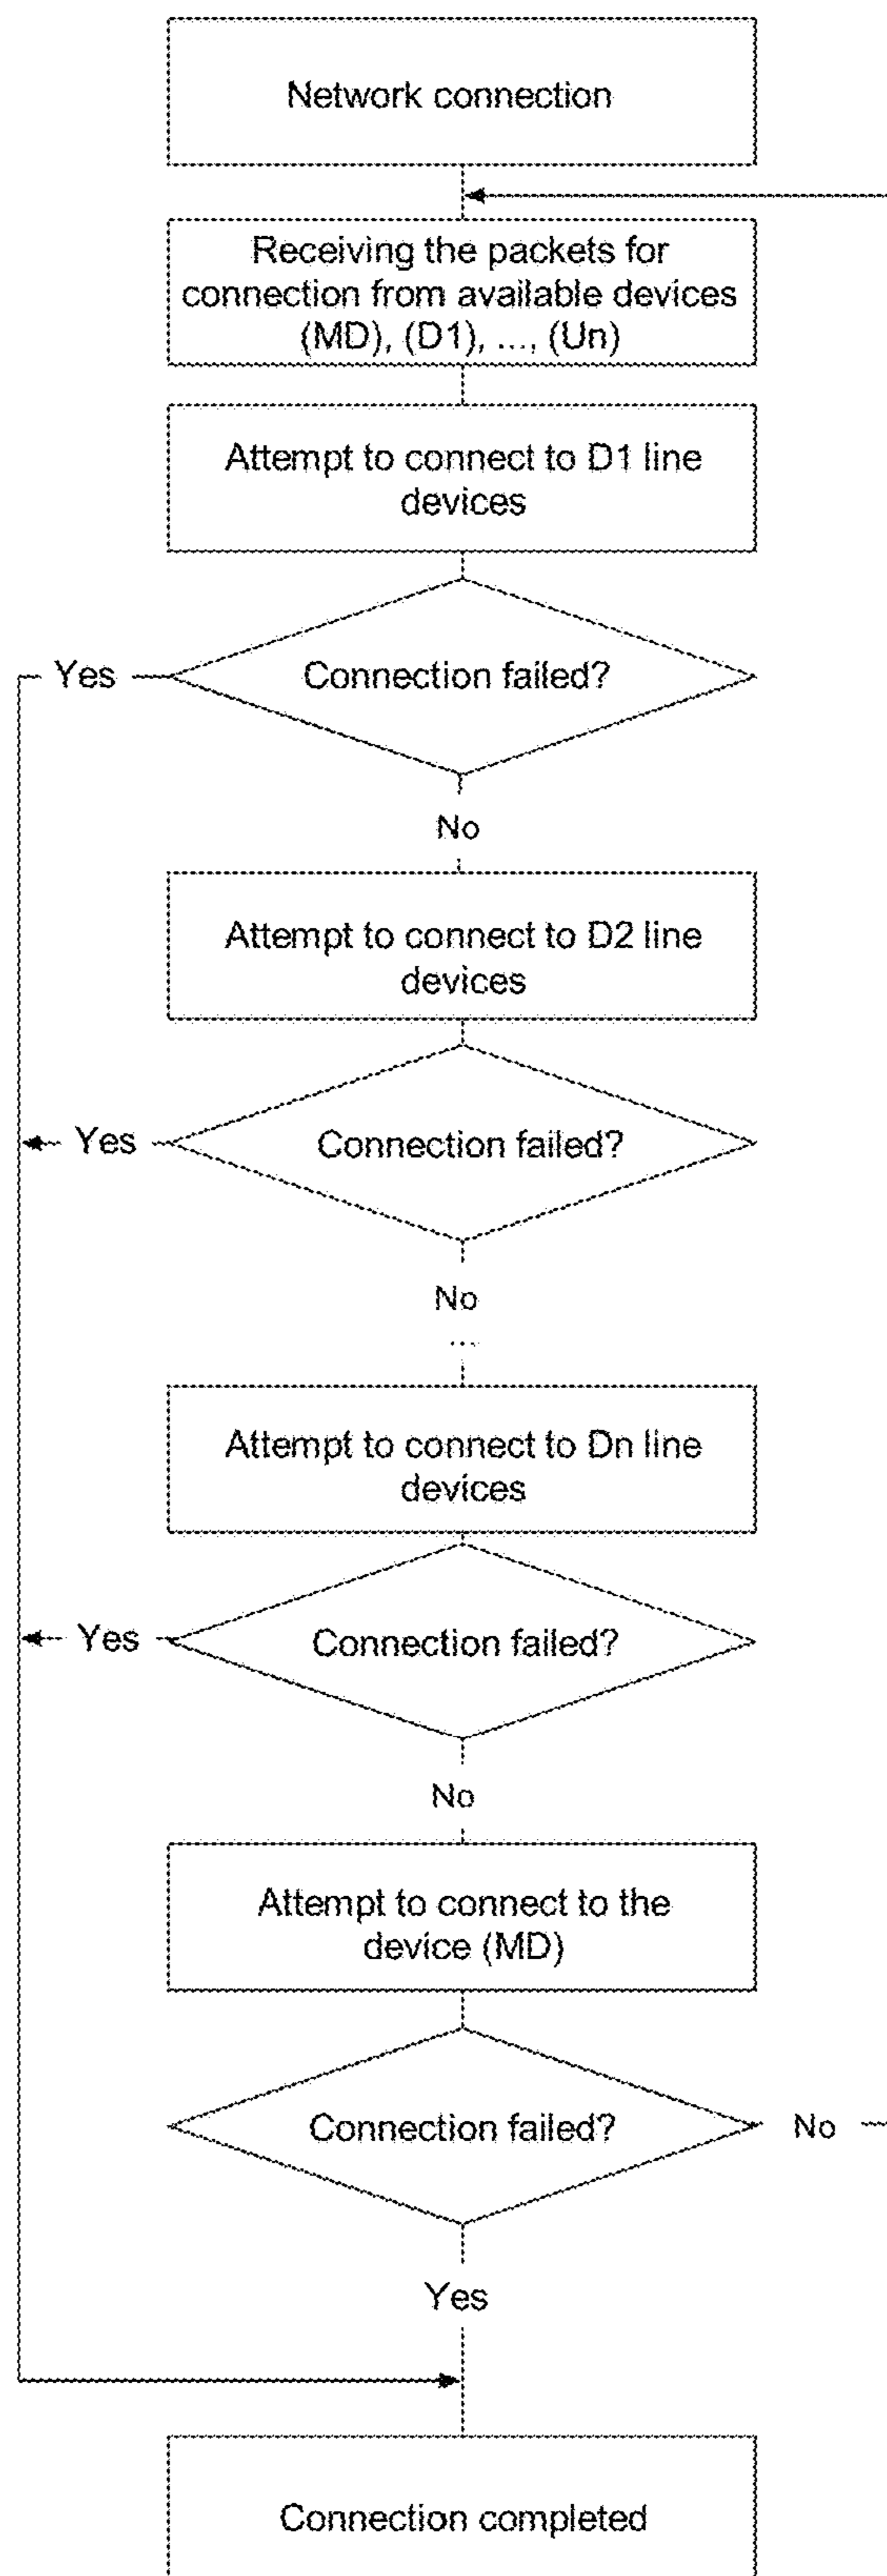 Network connection
Receiving the packets for
connection from available devices
(MD), (D1), ..., (Un)
Attempt to connect to D1 line
devices
Connection failed?
Yes
No
Attempt to connect to D2 line
devices
Connection failed?
Yes
No
...
Attempt to connect to Dn line
devices
Connection failed?
Yes
No
Attempt to connect to the
device (MD)
Connection failed?
No
Yes
Connection completed